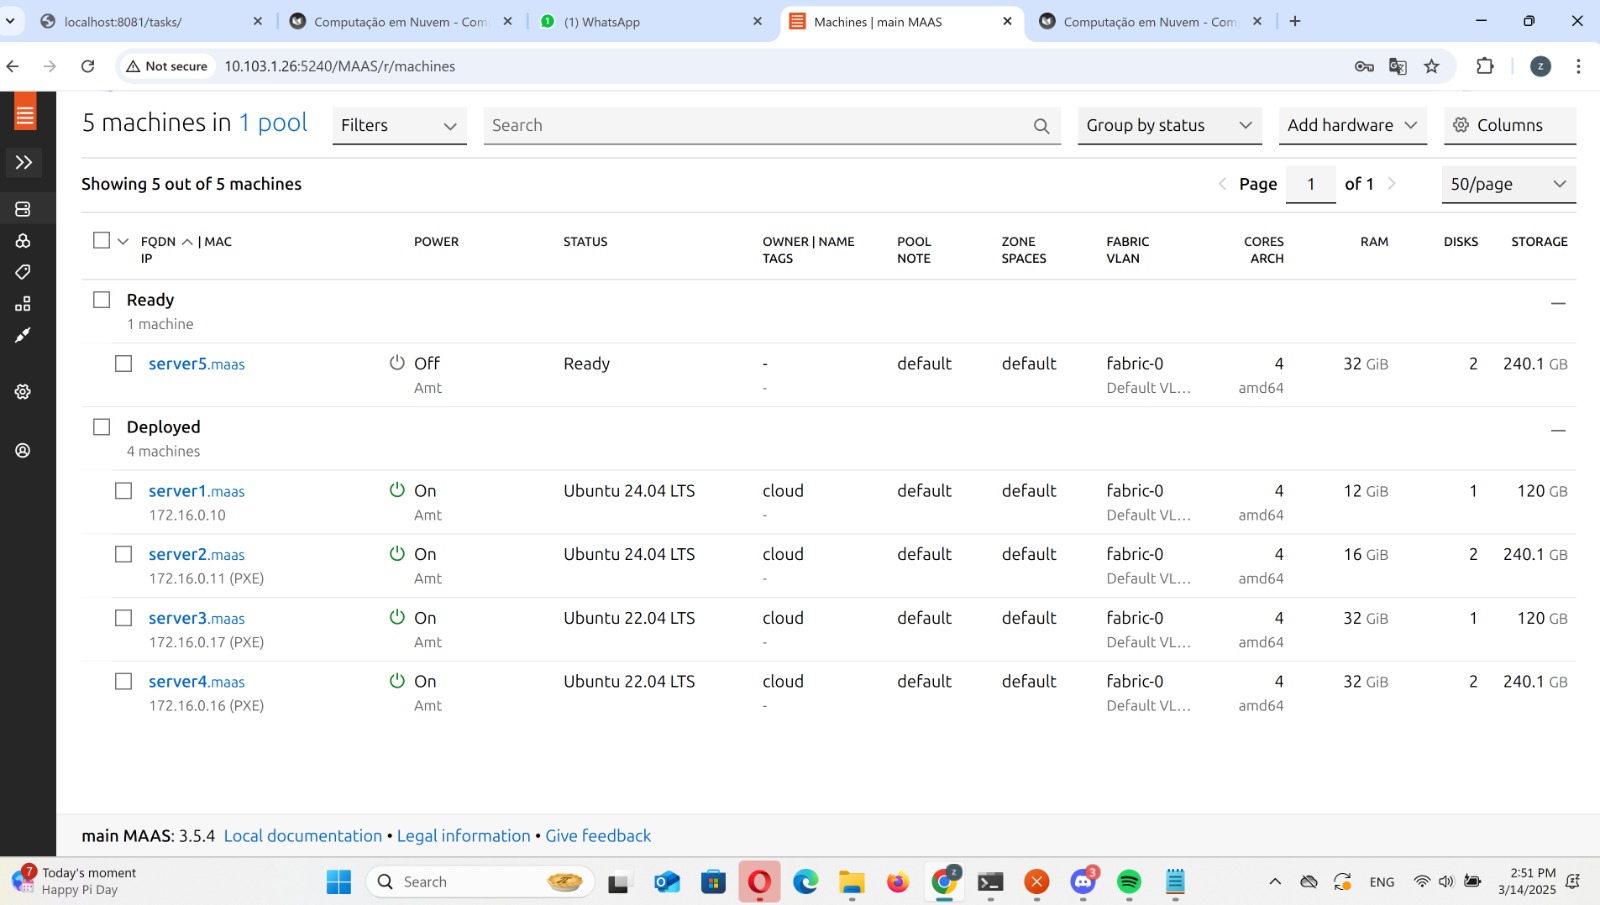 localhost:8081/tasks/
Computação em Nuvem - Com
(1) WhatsApp
Machines | main MAAS
Computação em Nuvem - Com
Not secure
10.103.1.26:5240/MAAS/r/machines
z
5 machines in 1 pool
Filters
Search
Group by status
Add hardware
Columns
Showing 5 out of 5 machines
Page 1 of 1
50/page
FQDN | MAC
IP
POWER
STATUS
OWNER | NAME
TAGS
POOL
NOTE
ZONE
SPACES
FABRIC
VLAN
CORES
ARCH
RAM
DISKS
STORAGE
Ready
1 machine
server5.maas Off Ready - default default fabric-0 4 32 GiB 2 240.1 GB
Amt - Default VL... amd64
Deployed
4 machines
server1.maas On Ubuntu 24.04 LTS cloud default default fabric-0 4 12 GiB 1 120 GB
172.16.0.10 Amt - Default VL... amd64
server2.maas On Ubuntu 24.04 LTS cloud default default fabric-0 4 16 GiB 2 240.1 GB
172.16.0.11 (PXE) Amt - Default VL... amd64
server3.maas On Ubuntu 22.04 LTS cloud default default fabric-0 4 32 GiB 1 120 GB
172.16.0.17 (PXE) Amt - Default VL... amd64
server4.maas On Ubuntu 22.04 LTS cloud default default fabric-0 4 32 GiB 2 240.1 GB
172.16.0.16 (PXE) Amt - Default VL... amd64
main MAAS: 3.5.4 Local documentation • Legal information • Give feedback
7
Today's moment
Happy Pi Day
Search
z
3
ENG
2:51 PM
3/14/2025